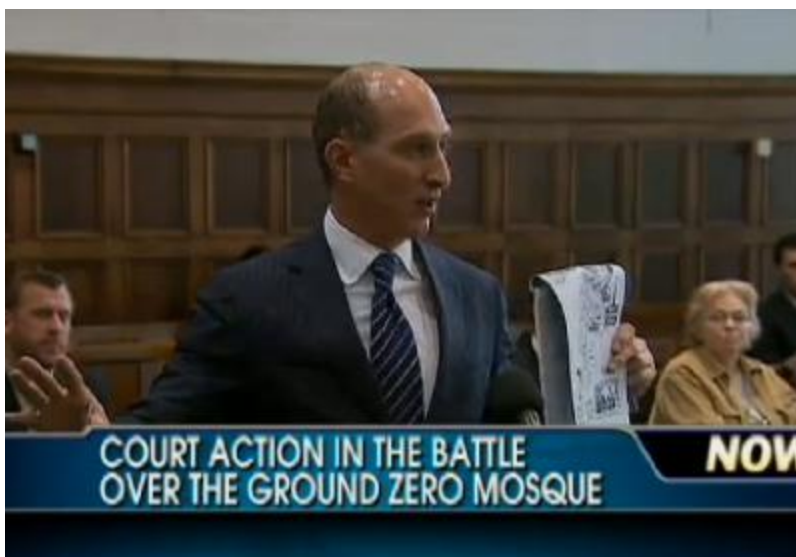 COURT ACTION IN THE BATTLE
OVER THE GROUND ZERO MOSQUE
NOW